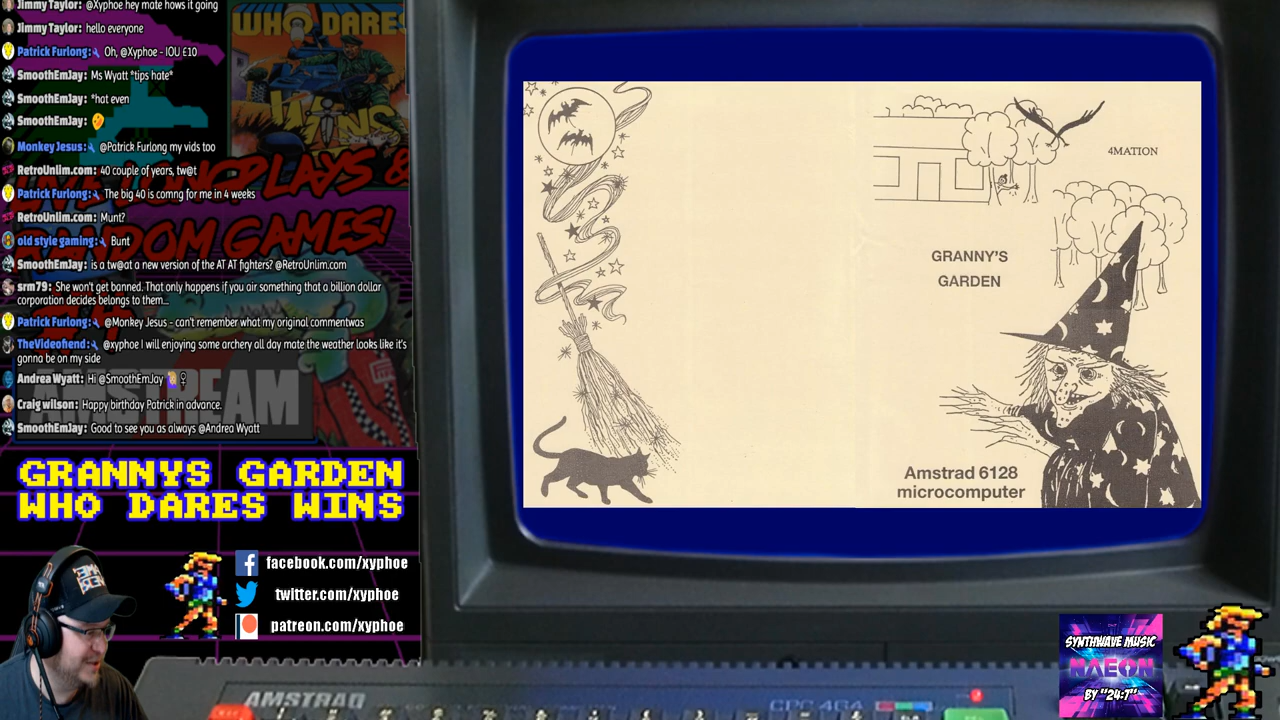 Jimmy Taylor: @Xyphoe hey mate hows it going
Jimmy Taylor: hello everyone
Patrick Furlong: Oh, @Xyphoe - IOU £10
SmoothEmJay: Ms Wyatt *tips hate*
SmoothEmJay: *hat even
SmoothEmJay:
Monkey Jesus: @Patrick Furlong my vids too
RetroUnlim.com: 40 couple of years, tw@t
Patrick Furlong: The big 40 is comng for me in 4 weeks
RetroUnlim.com: Munt?
old style gaming: Bunt
SmoothEmJay: is a tw@at a new version of the AT AT fighters? @RetroUnlim.com
srm79: She won't get banned. That only happens if you air something that a billion dollar
corporation decides belongs to them...
Patrick Furlong: @Monkey Jesus - can't remember what my original commentwas
TheVideofiend: @xyphoe I will enjoying some archery all day mate the weather looks like it's
gonna be on my side
Andrea Wyatt: Hi @SmoothEmJay
Craig wilson: Happy birthday Patrick in advance.
SmoothEmJay: Good to see you as always @Andrea Wyatt
WHO DARES
WINS
LONGPLAYS &
RANDOM GAMES!
AMSTREAM
GRANNYS GARDEN
WHO DARES WINS
facebook.com/xyphoe
twitter.com/xyphoe
patreon.com/xyphoe
4MATION
GRANNY'S
GARDEN
Amstrad 6128
microcomputer
AMSTRAD
CPC 464
SYNTHWAVE MUSIC
NAEON
BY "24:7"